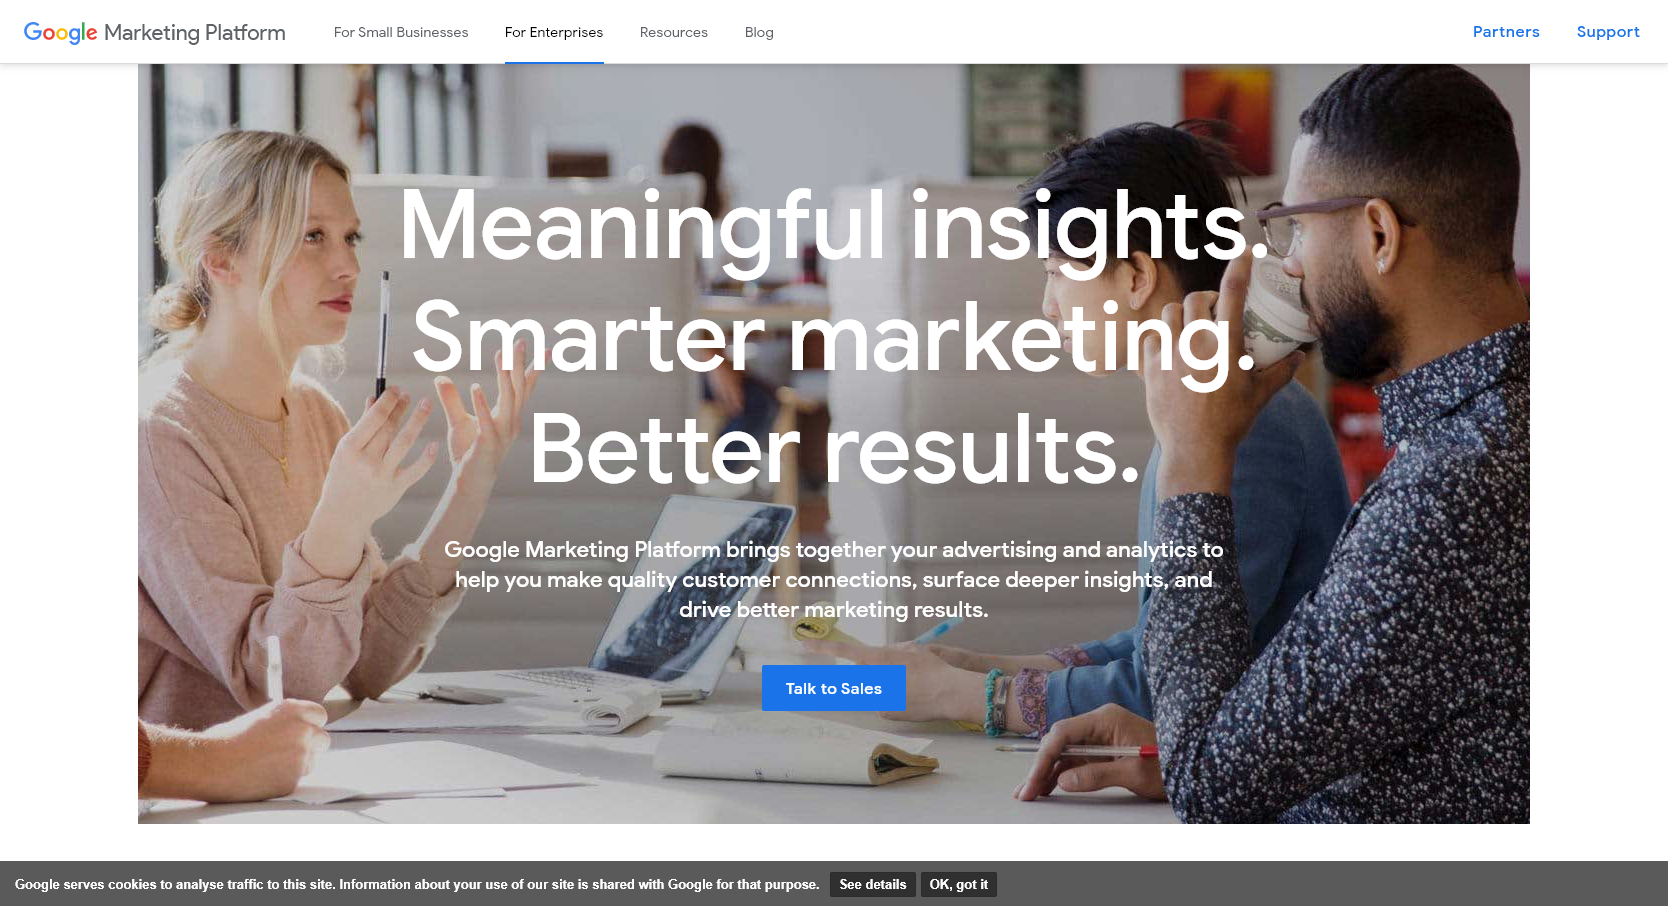 Google Marketing Platform
For Small Businesses
For Enterprises
Resources
Blog
Partners
Support
Meaningful insights.
Smarter marketing.
Better results.
Google Marketing Platform brings together your advertising and analytics to
help you make quality customer connections, surface deeper insights, and
drive better marketing results.
Talk to Sales
Google serves cookies to analyse traffic to this site. Information about your use of our site is shared with Google for that purpose.
See details
OK, got it